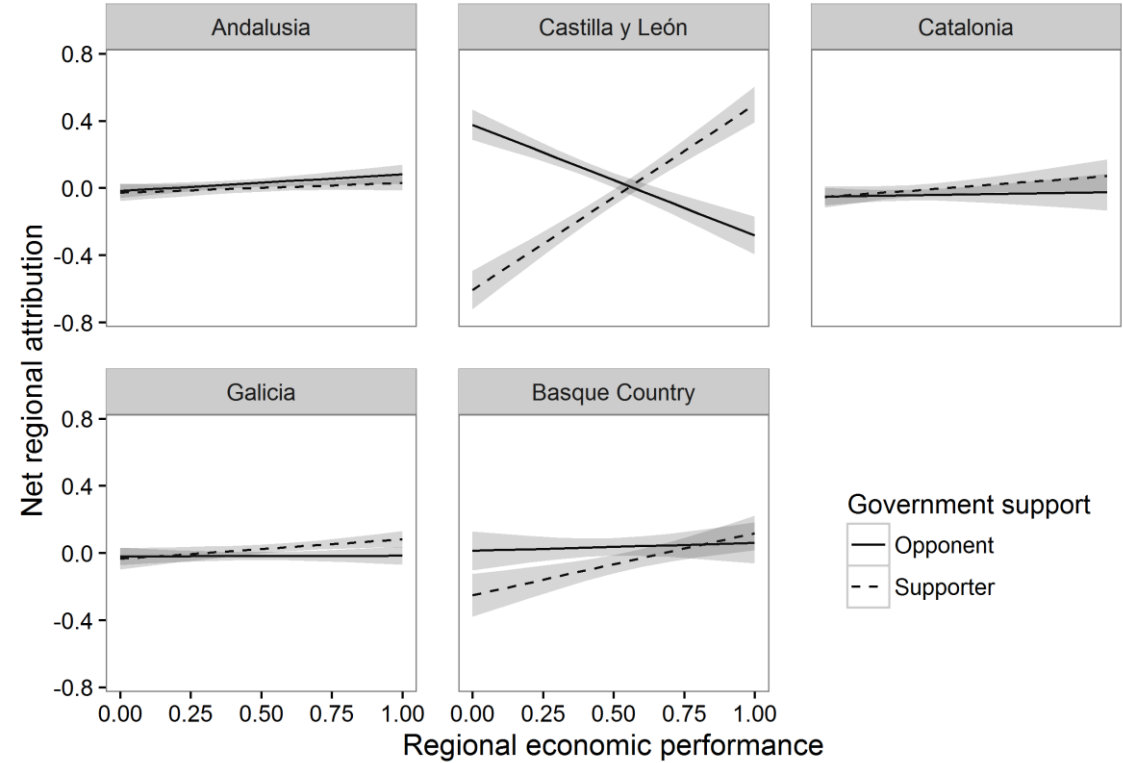 Andalusia
Castilla y León
Catalonia
0.8
0.4
0.0
-0.4
-0.8
Galicia
Basque Country
0.8
0.4
0.0
-0.4
-0.8
0.00 0.25 0.50 0.75 1.00
0.00 0.25 0.50 0.75 1.00
Net regional attribution
Regional economic performance
Government support
Opponent
Supporter